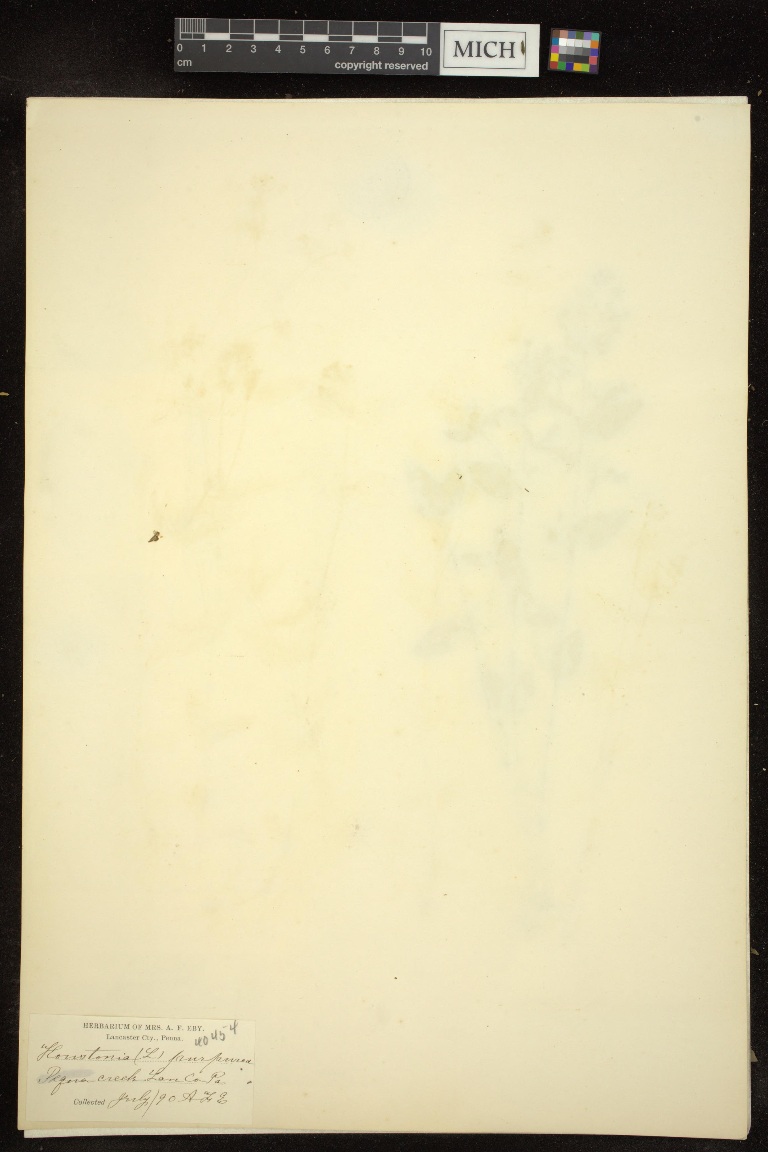 0 1 2 3 4 5 6 7 8 9 10
cm
copyright reserved
MICH
HERBARIUM OF MRS. A. F. EBY.
Lancaster Cty., Penna.
40454
Houstonia (L) purpurea
Pequea creek Lan Co Pa.
Collected July /90 A F E